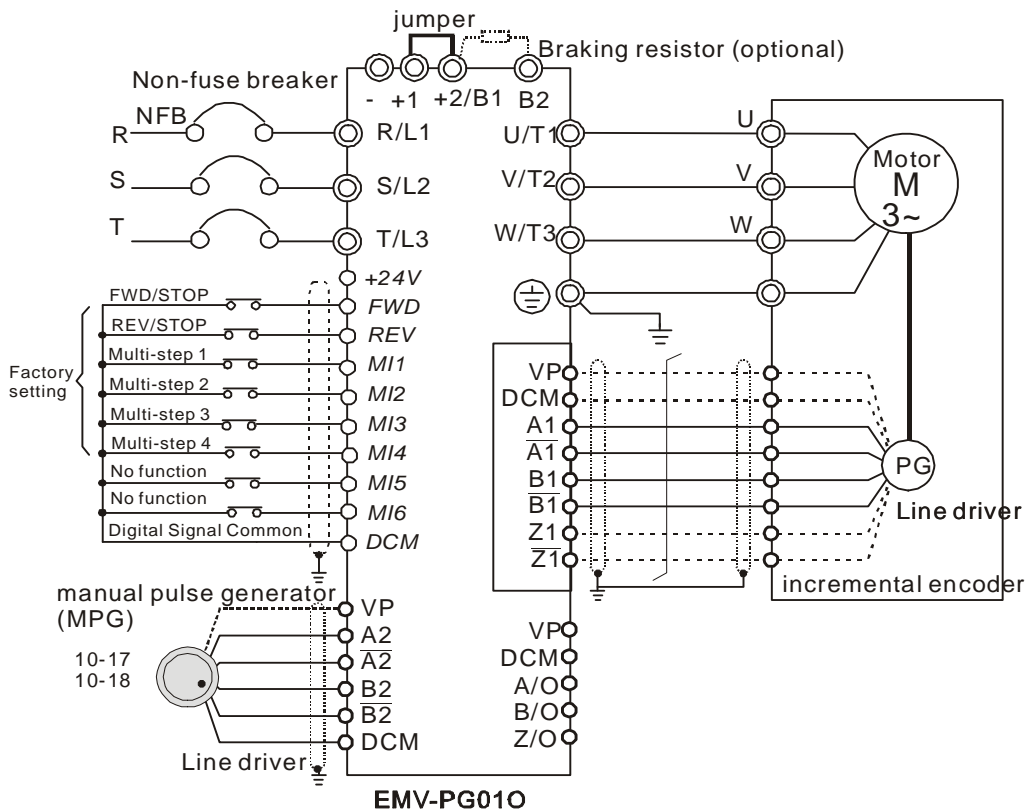 jumper
Braking resistor (optional)
Non-fuse breaker
- +1 +2/B1 B2
NFB
R R/L1 U/T1 U
S S/L2 V/T2 V
T T/L3 W/T3 W
Motor
M
3~
+24V
FWD/STOP FWD
REV/STOP REV
Multi-step 1 MI1
Multi-step 2 MI2
Multi-step 3 MI3
Multi-step 4 MI4
No function MI5
No function MI6
Digital Signal Common DCM
Factory
setting
VP
DCM
A1
A1
B1
B1
Z1
Z1
PG
Line driver
incremental encoder
manual pulse generator
(MPG)
10-17
10-18
VP
A2
A2
B2
B2
DCM
Line driver
VP
DCM
A/O
B/O
Z/O
EMV-PG01O